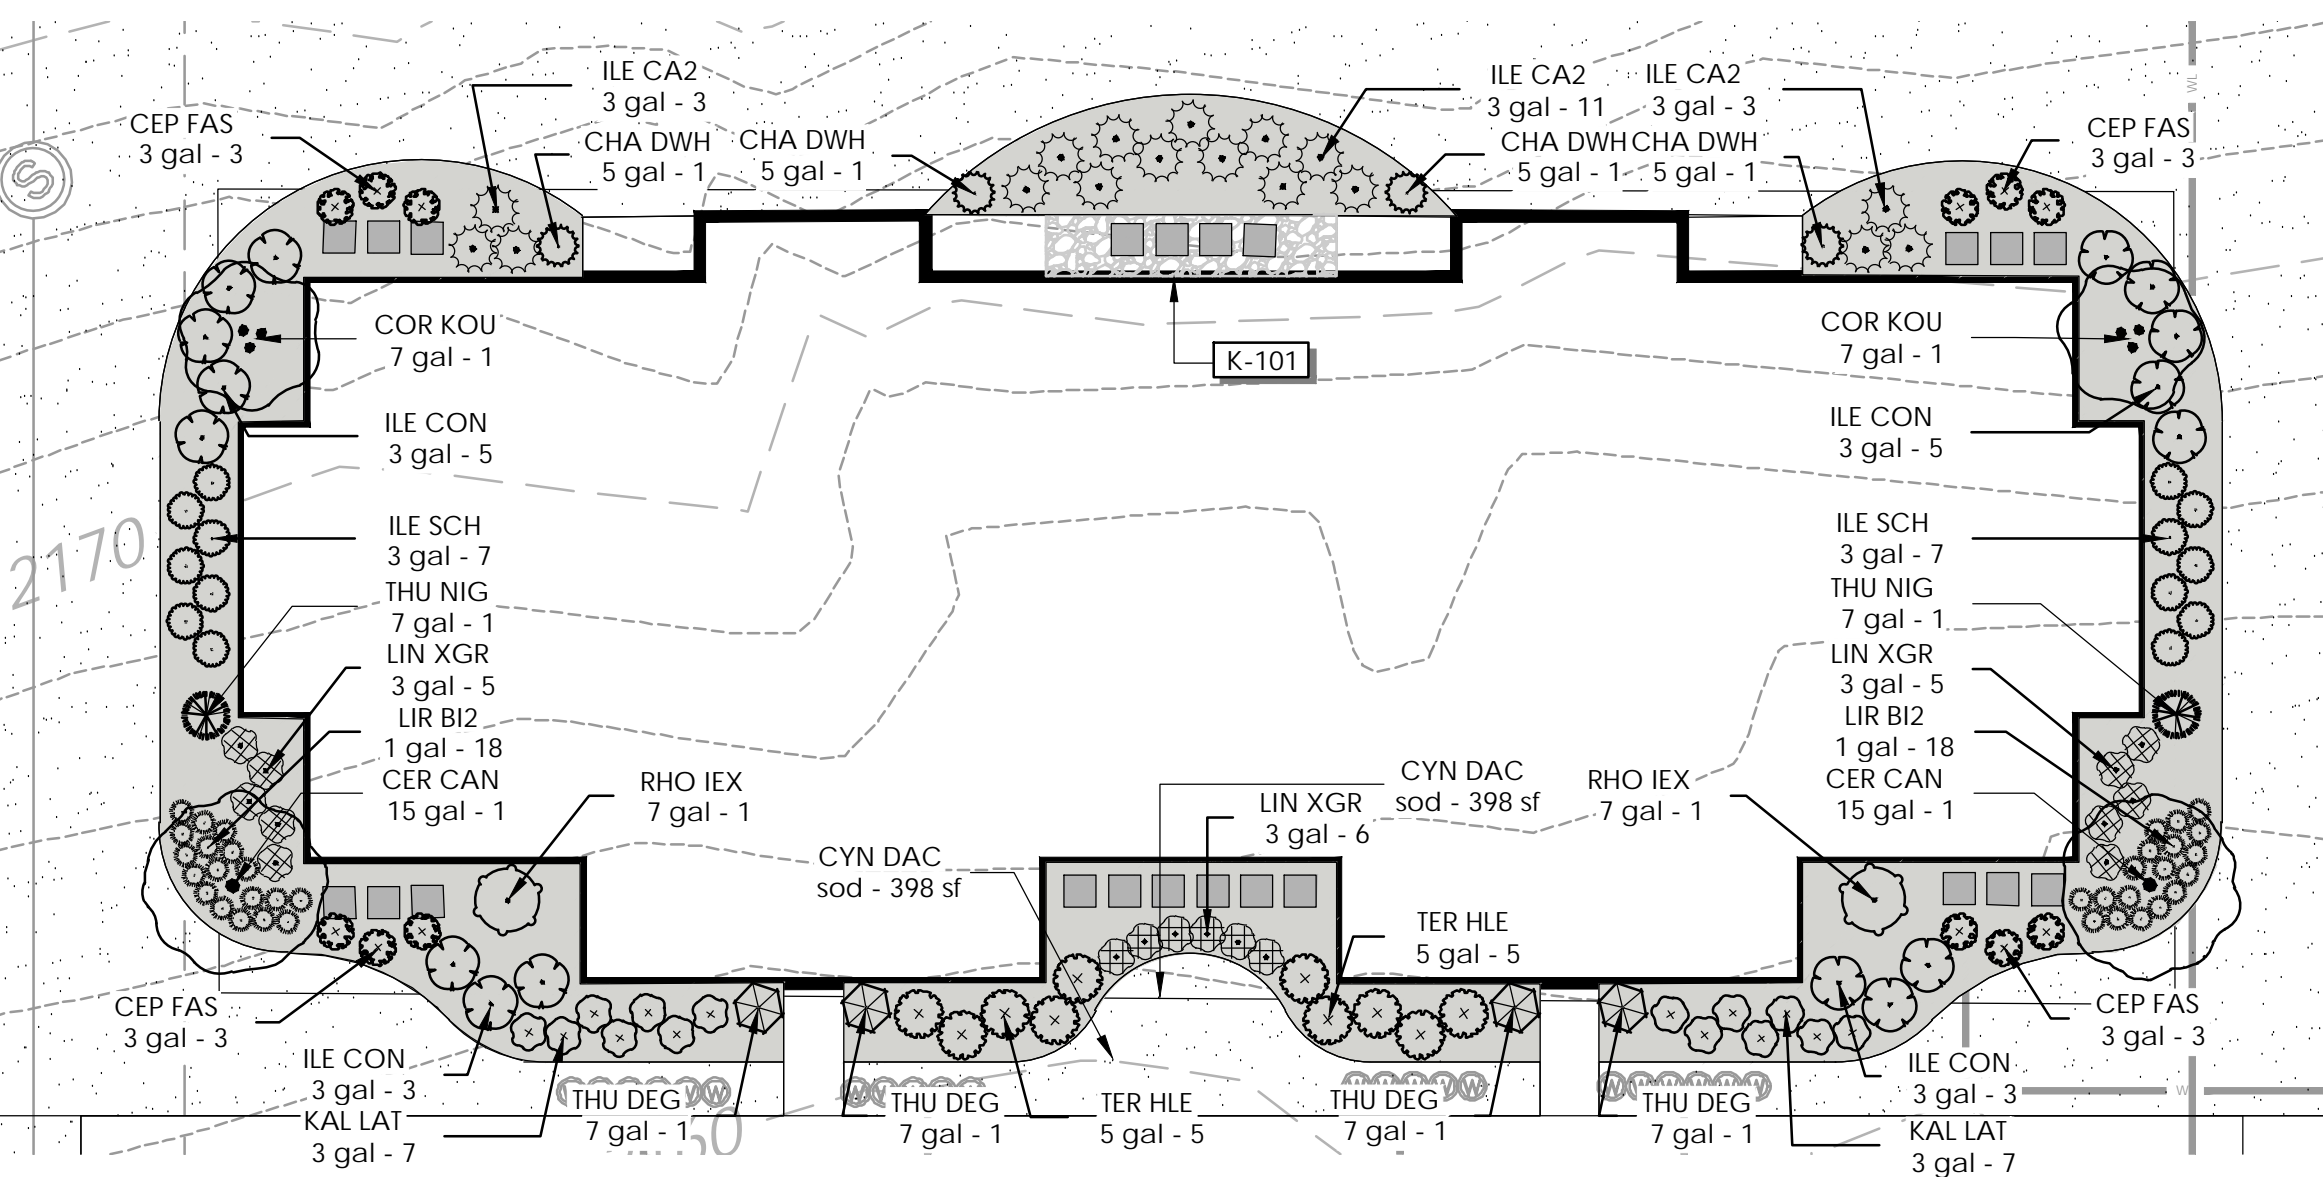 ILE CA2
3 gal - 3
ILE CA2
3 gal - 11
ILE CA2
3 gal - 3
CEP FAS
3 gal - 3
CHA DWH
5 gal - 1
CHA DWH
5 gal - 1
CHA DWH
5 gal - 1
CHA DWH
5 gal - 1
CEP FAS
3 gal - 3
WL
S
COR KOU
7 gal - 1
K-101
COR KOU
7 gal - 1
ILE CON
3 gal - 5
ILE CON
3 gal - 5
2170
ILE SCH
3 gal - 7
ILE SCH
3 gal - 7
THU NIG
7 gal - 1
THU NIG
7 gal - 1
LIN XGR
3 gal - 5
LIN XGR
3 gal - 5
LIR BI2
1 gal - 18
LIR BI2
1 gal - 18
CER CAN
15 gal - 1
RHO IEX
7 gal - 1
CYN DAC
sod - 398 sf
LIN XGR
3 gal - 6
RHO IEX
7 gal - 1
CER CAN
15 gal - 1
CYN DAC
sod - 398 sf
TER HLE
5 gal - 5
CEP FAS
3 gal - 3
CEP FAS
3 gal - 3
ILE CON
3 gal - 3
ILE CON
3 gal - 3
W
KAL LAT
3 gal - 7
THU DEG
7 gal - 1
THU DEG
7 gal - 1
TER HLE
5 gal - 5
THU DEG
7 gal - 1
THU DEG
7 gal - 1
KAL LAT
3 gal - 7